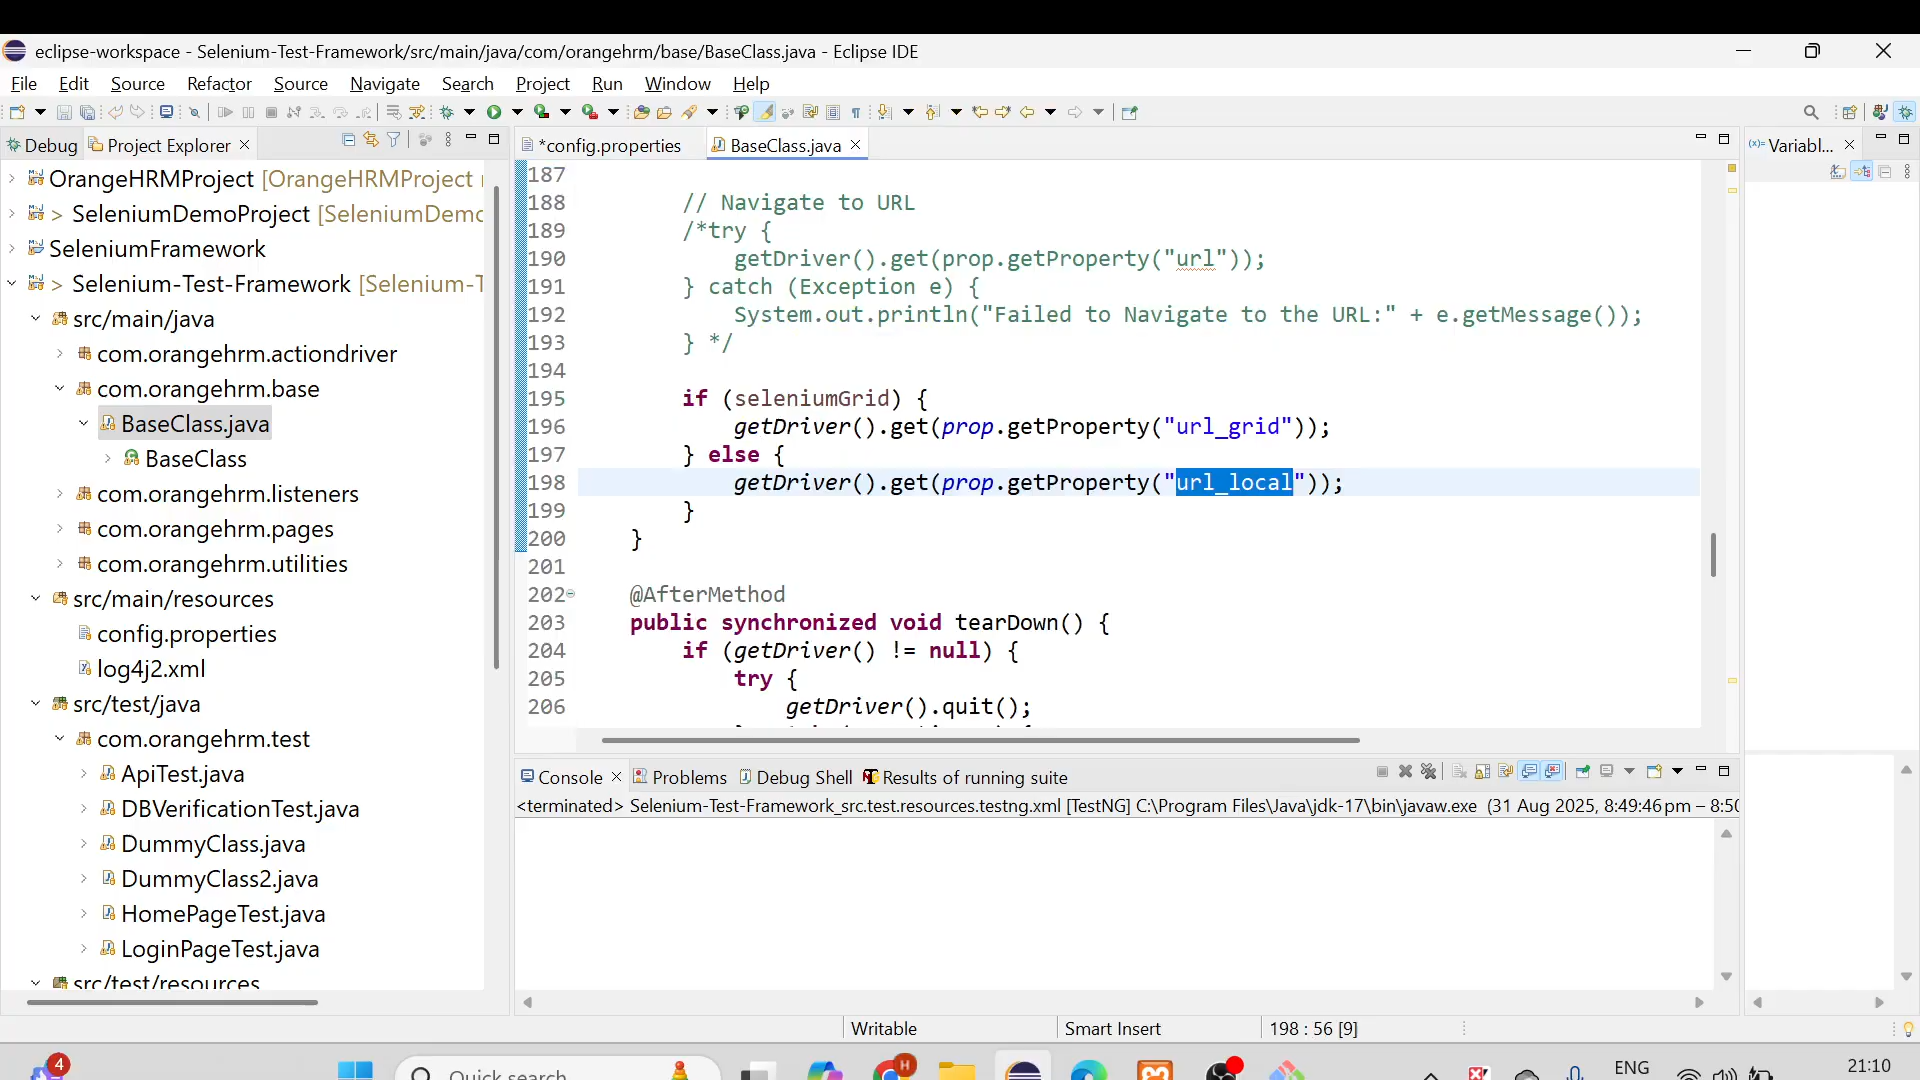 eclipse-workspace - Selenium-Test-Framework/src/main/java/com/orangehrm/base/BaseClass.java - Eclipse IDE
File Edit Source Refactor Source Navigate Search Project Run Window Help
Debug Project Explorer
*config.properties BaseClass.java
(x)= Variabl...
OrangeHRMProject [OrangeHRMProject
> SeleniumDemoProject [SeleniumDemo
SeleniumFramework
> Selenium-Test-Framework [Selenium-T
src/main/java
com.orangehrm.actiondriver
com.orangehrm.base
BaseClass.java
BaseClass
com.orangehrm.listeners
com.orangehrm.pages
com.orangehrm.utilities
src/main/resources
config.properties
log4j2.xml
src/test/java
com.orangehrm.test
ApiTest.java
DBVerificationTest.java
DummyClass.java
DummyClass2.java
HomePageTest.java
LoginPageTest.java
src/test/resources
187
188 // Navigate to URL
189 /*try {
190 getDriver().get(prop.getProperty("url"));
191 } catch (Exception e) {
192 System.out.println("Failed to Navigate to the URL:" + e.getMessage());
193 } */
194
195 if (seleniumGrid) {
196 getDriver().get(prop.getProperty("url_grid"));
197 } else {
198 getDriver().get(prop.getProperty("url_local"));
199 }
200 }
201
202 @AfterMethod
203 public synchronized void tearDown() {
204 if (getDriver() != null) {
205 try {
206 getDriver().quit();
Console Problems Debug Shell Results of running suite
<terminated> Selenium-Test-Framework_src.test.resources.testng.xml [TestNG] C:\Program Files\Java\jdk-17\bin\javaw.exe (31 Aug 2025, 8:49:46 pm – 8:50
Writable Smart Insert 198 : 56 [9]
4 Quick search H ENG 21:10